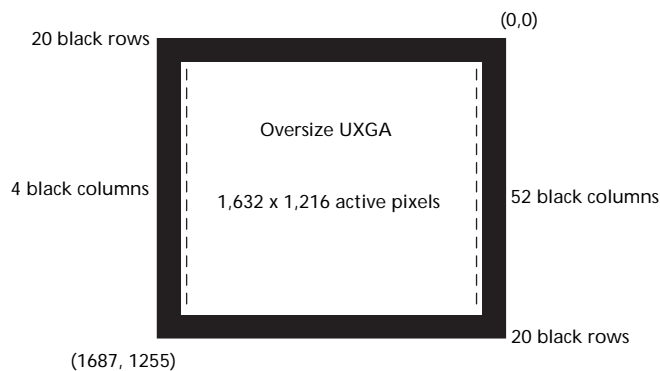 (0,0)
20 black rows
Oversize UXGA
4 black columns
1,632 x 1,216 active pixels
52 black columns
20 black rows
(1687, 1255)